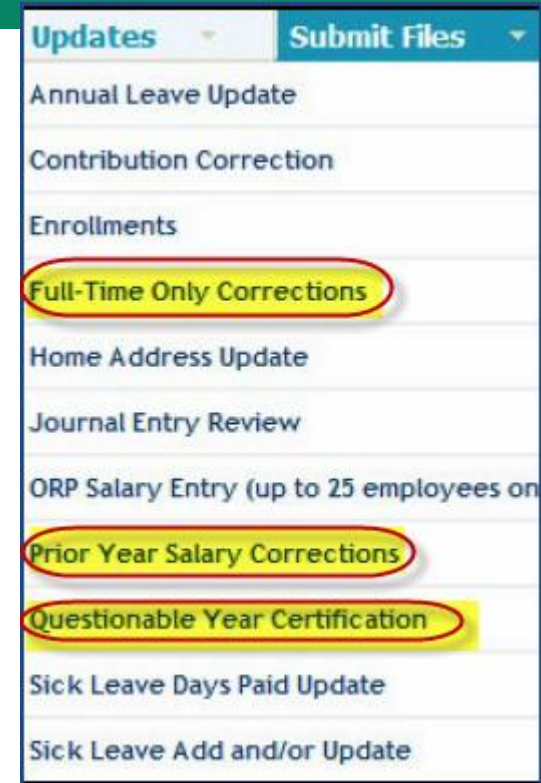 Updates Submit Files
Annual Leave Update
Contribution Correction
Enrollments
Full-Time Only Corrections
Home Address Update
Journal Entry Review
ORP Salary Entry (up to 25 employees on
Prior Year Salary Corrections
Questionable Year Certification
Sick Leave Days Paid Update
Sick Leave Add and/or Update